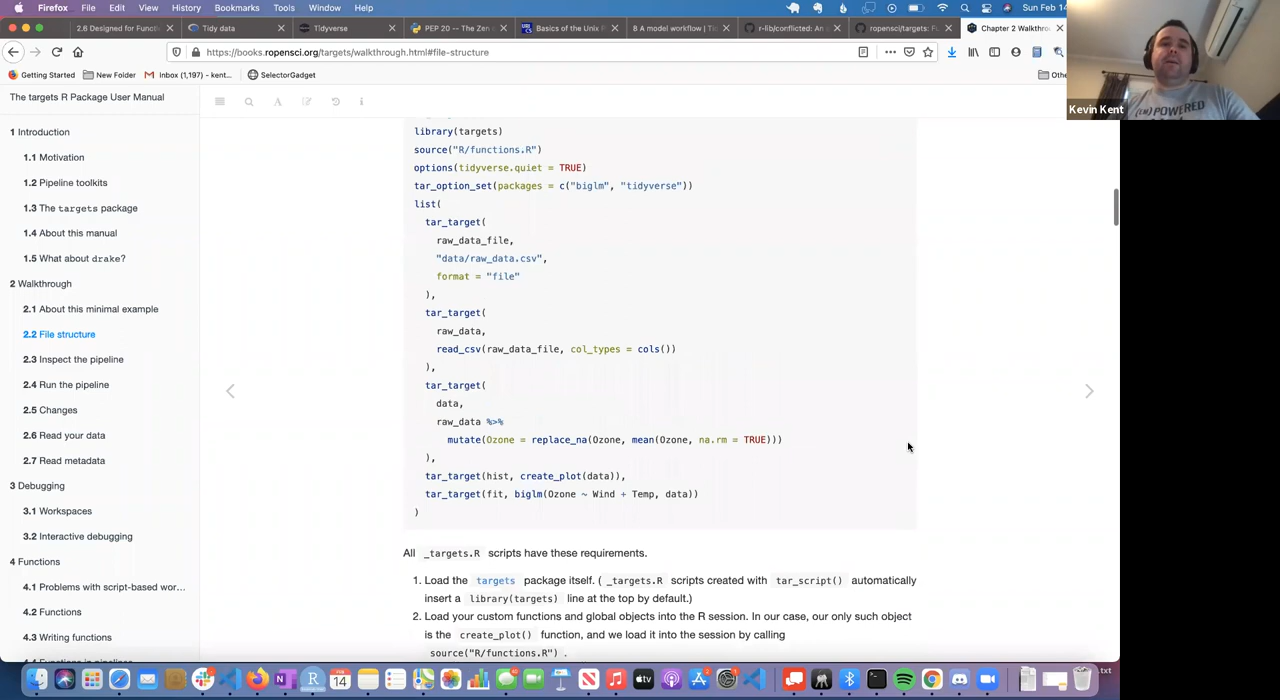 Firefox File Edit View History Bookmarks Tools Window Help Sun Feb 14
2.6 Designed for Functi Tidy data Tidyverse PEP 20 -- The Zen Basics of the Unix 8 A model workflow | Ti r-lib/conflicted: An ropensci/targets: Fu Chapter 2 Walkthro
https://books.ropensci.org/targets/walkthrough.html#file-structure
Getting Started New Folder Inbox (1,197) - kent... SelectorGadget Othe
Kevin Kent
The targets R Package User Manual
1 Introduction
1.1 Motivation
1.2 Pipeline toolkits
1.3 The targets package
1.4 About this manual
1.5 What about drake?
2 Walkthrough
2.1 About this minimal example
2.2 File structure
2.3 Inspect the pipeline
2.4 Run the pipeline
2.5 Changes
2.6 Read your data
2.7 Read metadata
3 Debugging
3.1 Workspaces
3.2 Interactive debugging
4 Functions
4.1 Problems with script-based wor...
4.2 Functions
4.3 Writing functions
library(targets)
source("R/functions.R")
options(tidyverse.quiet = TRUE)
tar_option_set(packages = c("biglm", "tidyverse"))
list(
tar_target(
raw_data_file,
"data/raw_data.csv",
format = "file"
),
tar_target(
raw_data,
read_csv(raw_data_file, col_types = cols())
),
tar_target(
data,
raw_data %>%
mutate(Ozone = replace_na(Ozone, mean(Ozone, na.rm = TRUE)))
),
tar_target(hist, create_plot(data)),
tar_target(fit, biglm(Ozone ~ Wind + Temp, data))
)
All _targets.R scripts have these requirements.
1. Load the targets package itself. ( _targets.R scripts created with tar_script() automatically
insert a library(targets) line at the top by default.)
2. Load your custom functions and global objects into the R session. In our case, our only such object
is the create_plot() function, and we load it into the session by calling
source("R/functions.R") .
POWERED
.txt